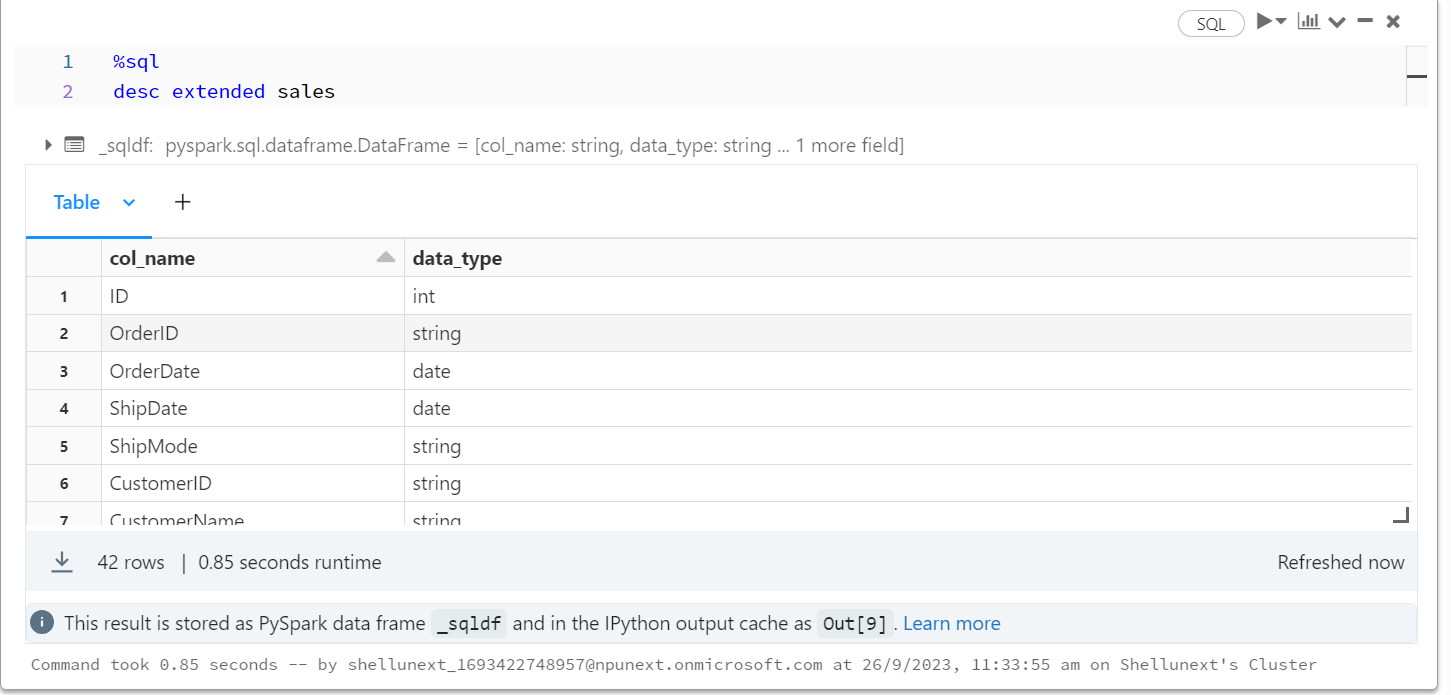 SQL
1 %sql
2 desc extended sales
_sqldf: pyspark.sql.dataframe.DataFrame = [col_name: string, data_type: string ... 1 more field]
Table +
col_name data_type
1 ID int
2 OrderID string
3 OrderDate date
4 ShipDate date
5 ShipMode string
6 CustomerID string
7 CustomerName string
42 rows | 0.85 seconds runtime Refreshed now
This result is stored as PySpark data frame _sqldf and in the IPython output cache as Out[9]. Learn more
Command took 0.85 seconds -- by shellunext_1693422748957@npunext.onmicrosoft.com at 26/9/2023, 11:33:55 am on Shellunext's Cluster